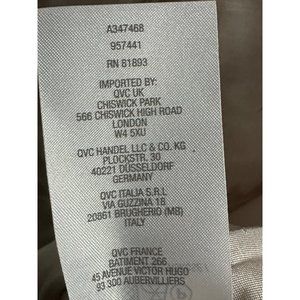 A347468
957441
RN 81893
IMPORTED BY:
QVC UK
CHISWICK PARK
566 CHISWICK HIGH ROAD
LONDON
W4 5XU
QVC HANDEL LLC & CO. KG
PLOCKSTR. 30
40221 DÜSSELDORF
GERMANY
QVC ITALIA S.R.L
VIA GUZZINA 18
20861 BRUGHERIO (MB)
ITALY
QVC FRANCE
BATIMENT 266
45 AVENUE VICTOR HUGO
93 300 AUBERVILLIERS